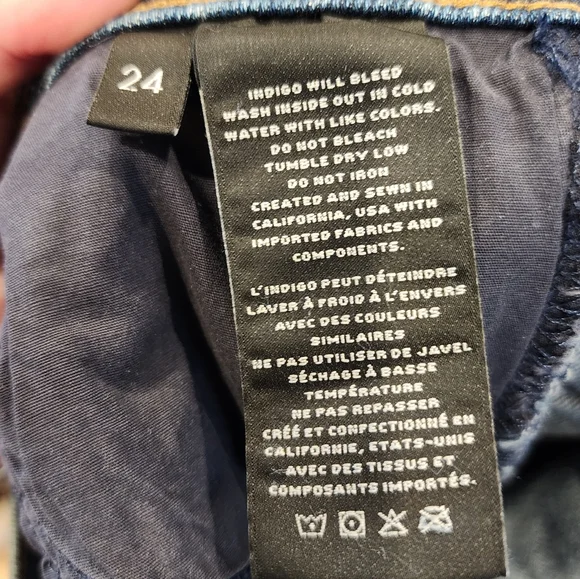 24
INDIGO WILL BLEED
WASH INSIDE OUT IN COLD
WATER WITH LIKE COLORS.
DO NOT BLEACH
TUMBLE DRY LOW
DO NOT IRON
CREATED AND SEWN IN
CALIFORNIA, USA WITH
IMPORTED FABRICS AND
COMPONENTS.
L'INDIGO PEUT DÉTEINDRE
LAVER À FROID À L'ENVERS
AVEC DES COULEURS
SIMILAIRES
NE PAS UTILISER DE JAVEL
SÉCHAGE À BASSE
TEMPÉRATURE
NE PAS REPASSER
CRÉÉ ET CONFECTIONNÉ EN
CALIFORNIE, ETATS-UNIS
AVEC DES TISSUS ET
COMPOSANTS IMPORTÉS.